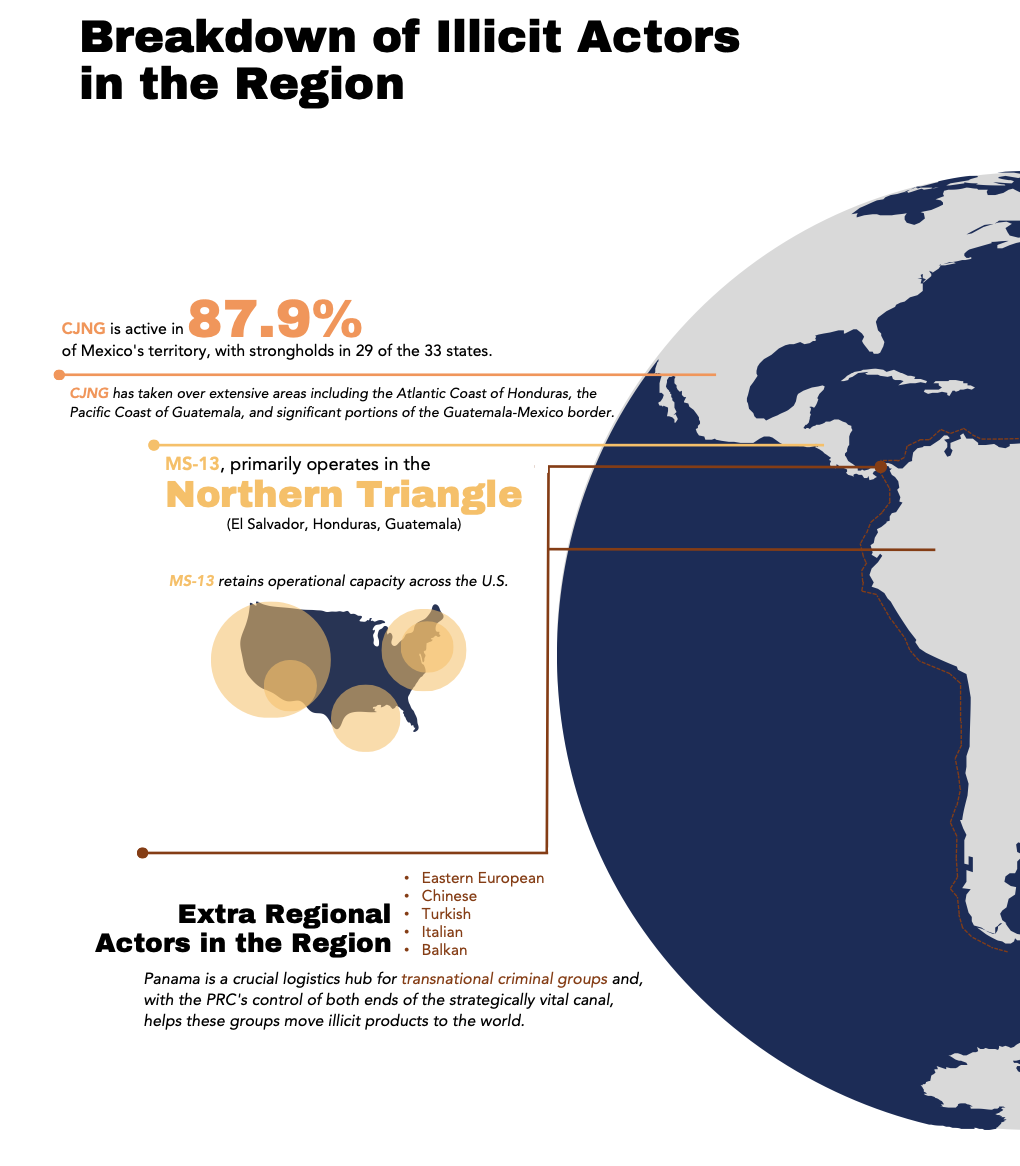 Breakdown of Illicit Actors
in the Region
CJNG is active in 87.9%
of Mexico's territory, with strongholds in 29 of the 33 states.
CJNG has taken over extensive areas including the Atlantic Coast of Honduras, the
Pacific Coast of Guatemala, and significant portions of the Guatemala-Mexico border.
MS-13, primarily operates in the
Northern Triangle
(El Salvador, Honduras, Guatemala)
MS-13 retains operational capacity across the U.S.
Extra Regional
Actors in the Region
• Eastern European
• Chinese
• Turkish
• Italian
• Balkan
Panama is a crucial logistics hub for transnational criminal groups and,
with the PRC's control of both ends of the strategically vital canal,
helps these groups move illicit products to the world.